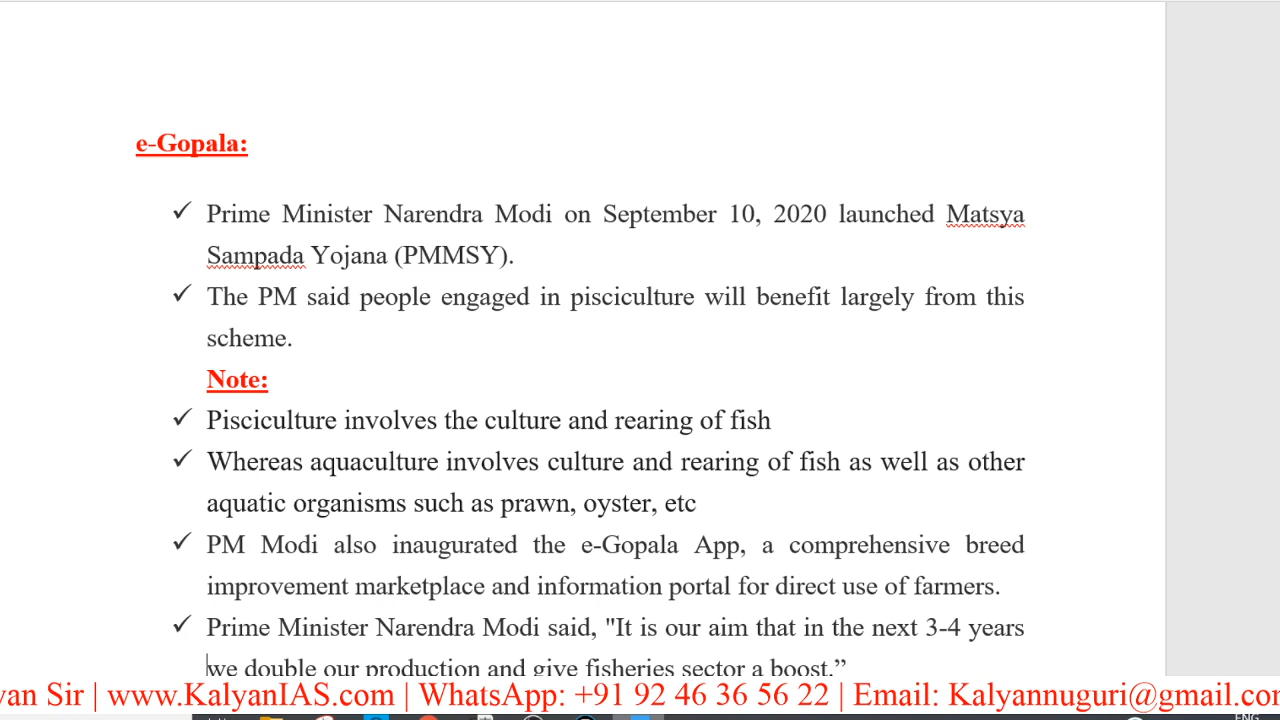 e-Gopala:
✓ Prime Minister Narendra Modi on September 10, 2020 launched Matsya
Sampada Yojana (PMMSY).
✓ The PM said people engaged in pisciculture will benefit largely from this
scheme.
Note:
✓ Pisciculture involves the culture and rearing of fish
✓ Whereas aquaculture involves culture and rearing of fish as well as other
aquatic organisms such as prawn, oyster, etc
✓ PM Modi also inaugurated the e-Gopala App, a comprehensive breed
improvement marketplace and information portal for direct use of farmers.
✓ Prime Minister Narendra Modi said, "It is our aim that in the next 3-4 years
we double our production and give fisheries sector a boost.”
yan Sir | www.KalyanIAS.com | WhatsApp: +91 92 46 36 56 22 | Email: Kalyannuguri@gmail.co
ENG